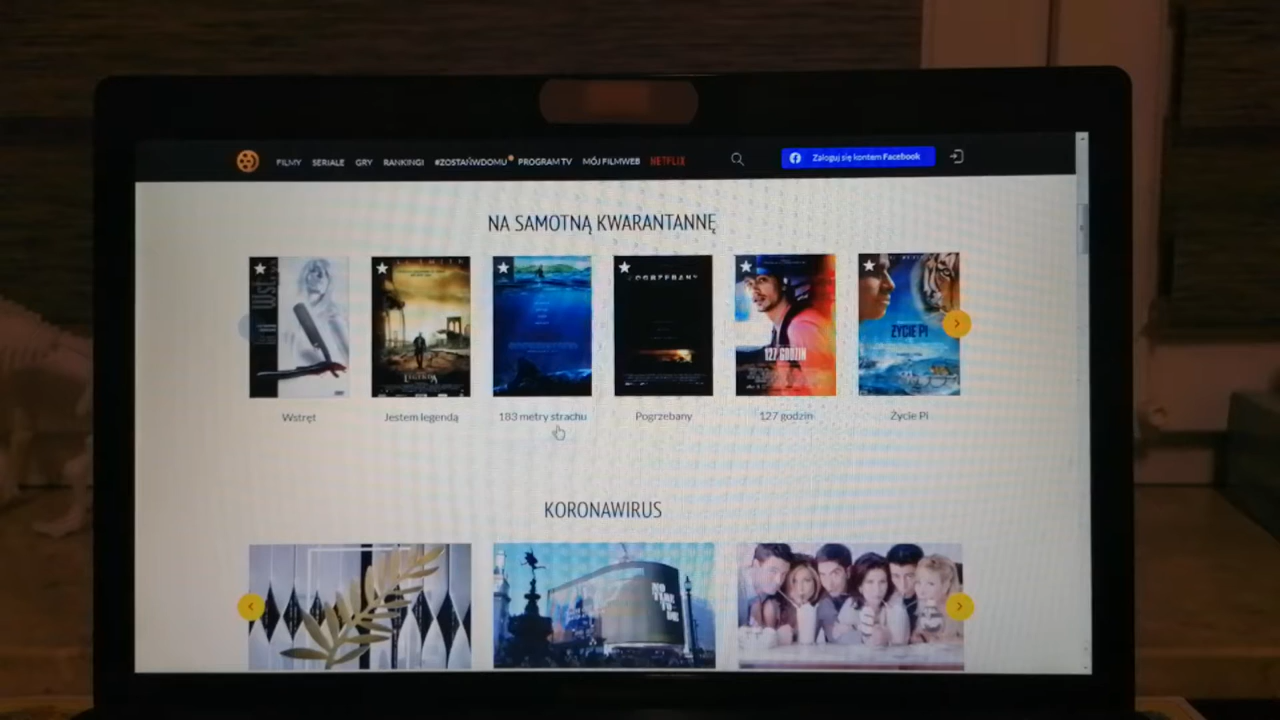 FILMY SERIALE GRY RANKINGI #ZOSTAŃWDOMU PROGRAM TV MÓJ FILMWEB NETFLIX Zaloguj się kontem Facebook
NA SAMOTNĄ KWARANTANNĘ
Wstręt
LEGENDĄ
POGRZEBANY
127 GODZIN
ŻYCIE PI
Wstręt Jestem legendą 183 metry strachu Pogrzebany 127 godzin Życie Pi
KORONAWIRUS
NO
TIME
TO
DIE